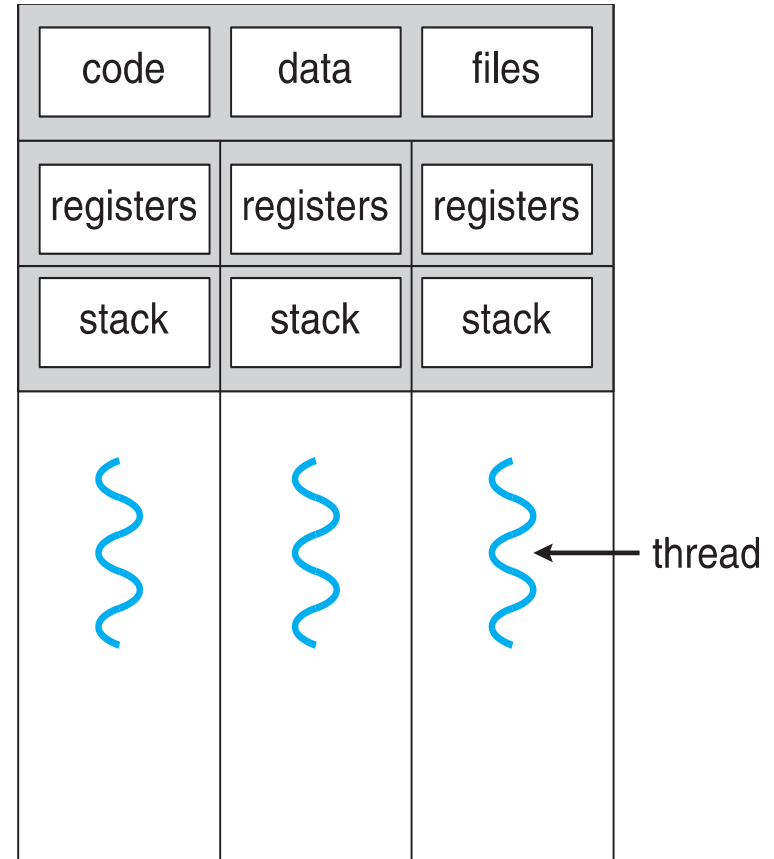 code data files
registers registers registers
stack stack stack
thread